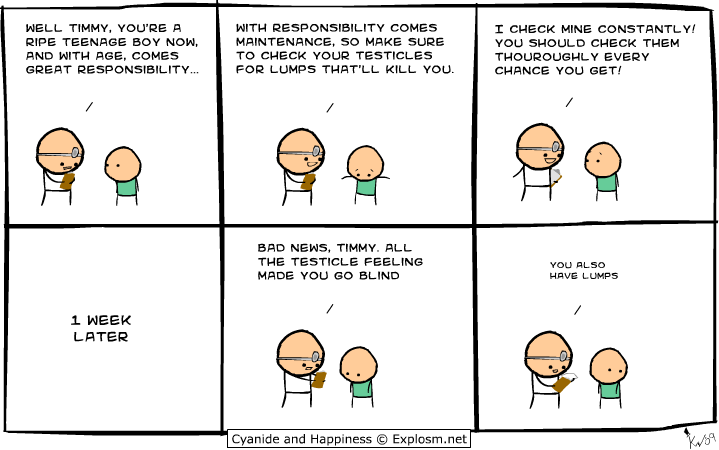 WELL TIMMY, YOU'RE A
RIPE TEENAGE BOY NOW,
AND WITH AGE, COMES
GREAT RESPONSIBILITY...
WITH RESPONSIBILITY COMES
MAINTENANCE, SO MAKE SURE
TO CHECK YOUR TESTICLES
FOR LUMPS THAT'LL KILL YOU.
I CHECK MINE CONSTANTLY!
YOU SHOULD CHECK THEM
THOUROUGHLY EVERY
CHANCE YOU GET!
1 WEEK
LATER
BAD NEWS, TIMMY. ALL
THE TESTICLE FEELING
MADE YOU GO BLIND
YOU ALSO
HAVE LUMPS
Cyanide and Happiness © Explosm.net